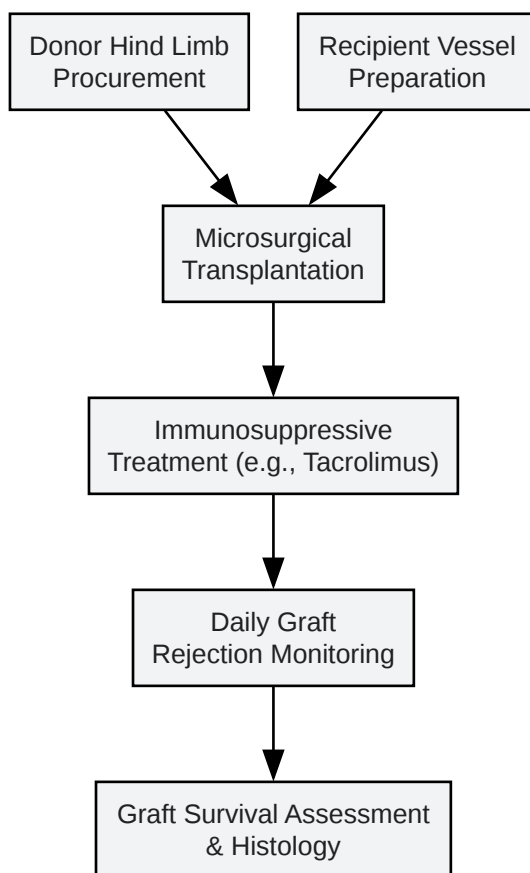 Donor Hind Limb
Procurement
Recipient Vessel
Preparation
Microsurgical
Transplantation
Immunosuppressive
Treatment (e.g., Tacrolimus)
Daily Graft
Rejection Monitoring
Graft Survival Assessment
& Histology